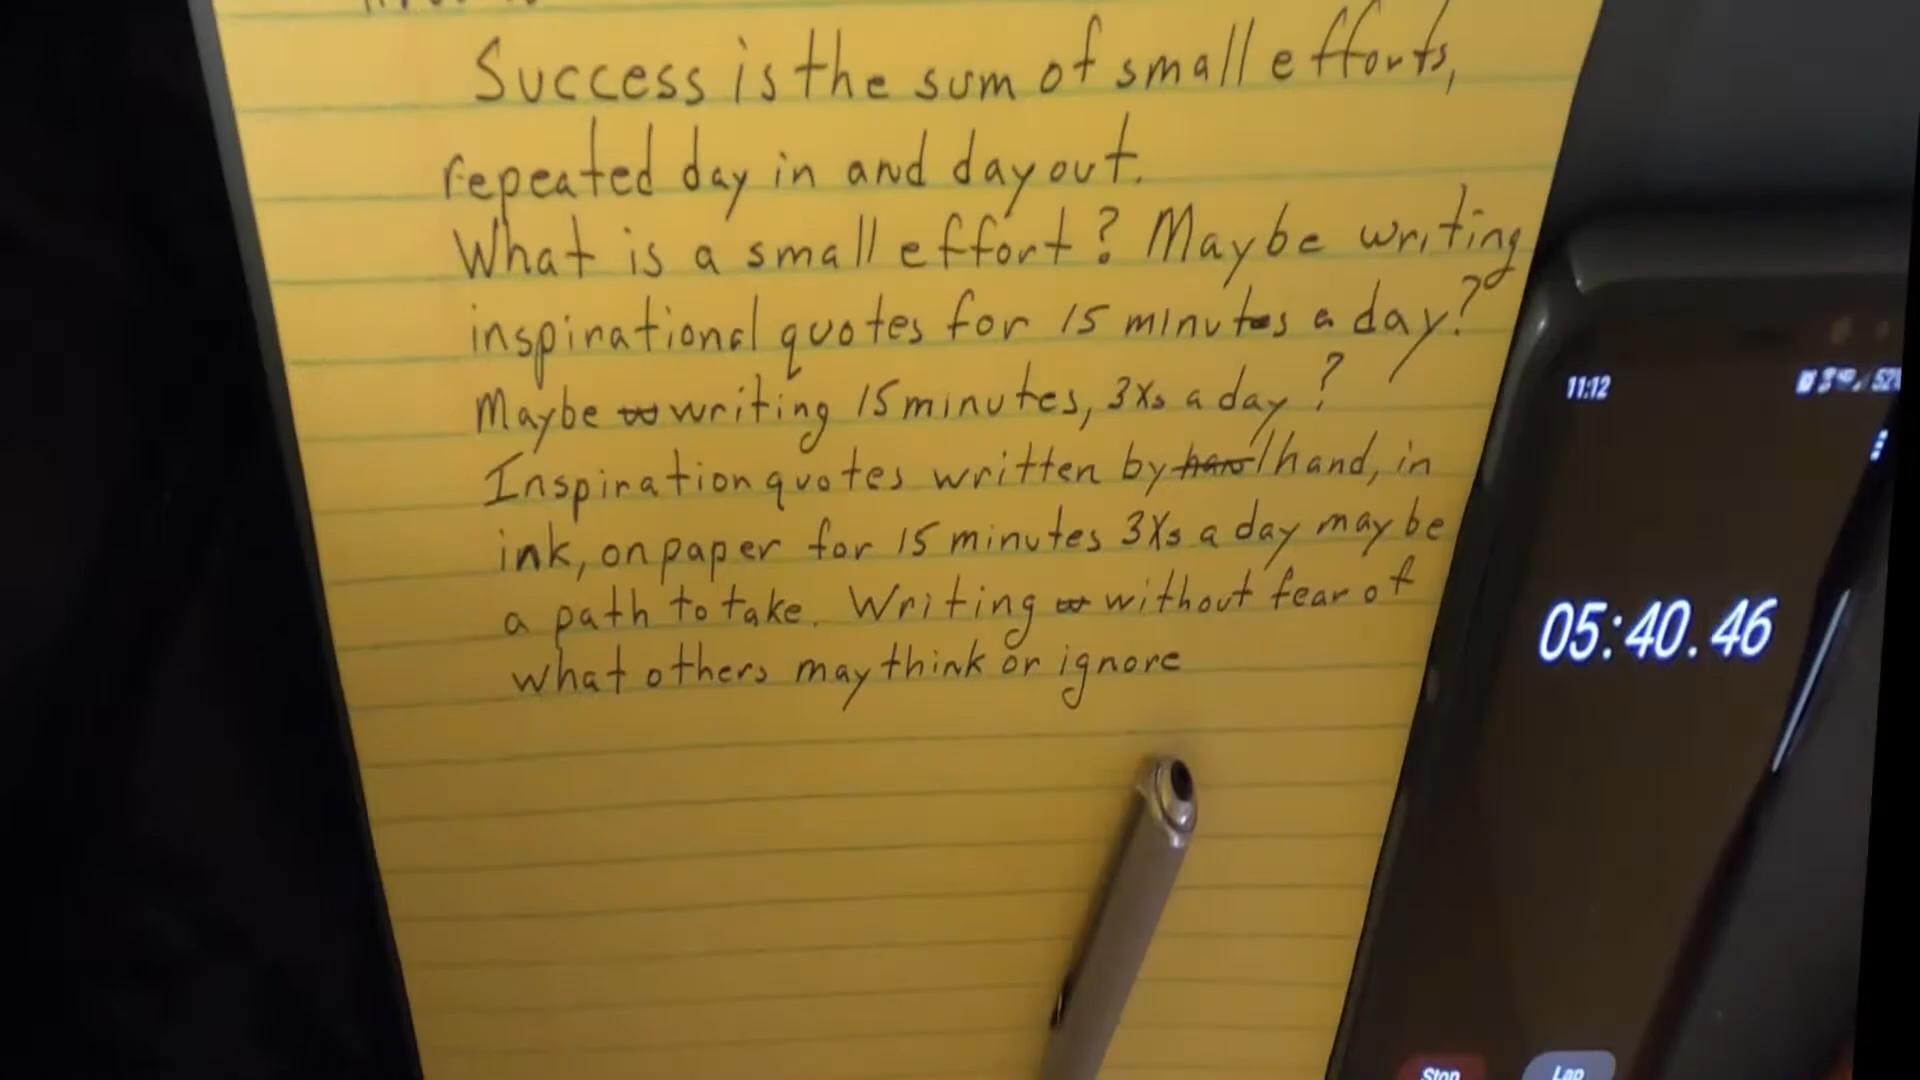 Success is the sum of small efforts,
repeated day in and day out.
What is a small effort? Maybe writing
inspirational quotes for 15 minutes a day?
Maybe writing 15 minutes, 3Xs a day?
Inspiration quotes written by hand, in
ink, on paper for 15 minutes 3Xs a day may be
a path to take. Writing without fear of
what others may think or ignore
11:12
05:40.46
Stop Lap